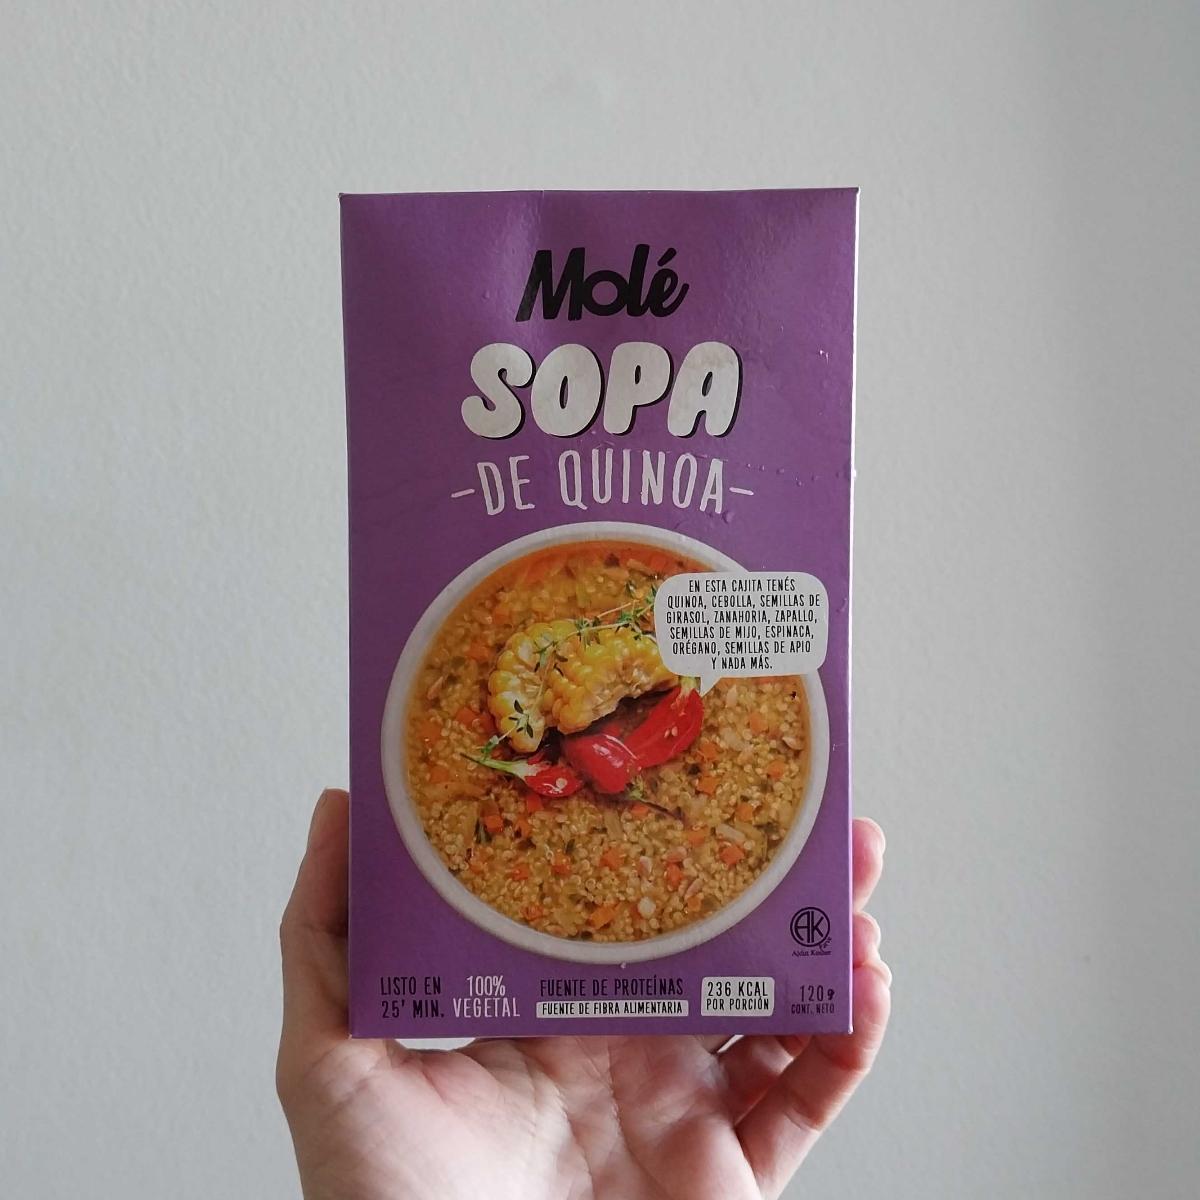 Molé
SOPA
-DE QUINOA-
EN ESTA CAJITA TENÉS
QUINOA, CEBOLLA, SEMILLAS DE
GIRASOL, ZANAHORIA, ZAPALLO,
SEMILLAS DE MIJO, ESPINACA,
ORÉGANO, SEMILLAS DE APIO
Y NADA MÁS.
AK
Ajdut Kosher
LISTO EN
25' MIN.
100%
VEGETAL
FUENTE DE PROTEÍNAS
FUENTE DE FIBRA ALIMENTARIA
236 KCAL
POR PORCIÓN
120g
CONT. NETO